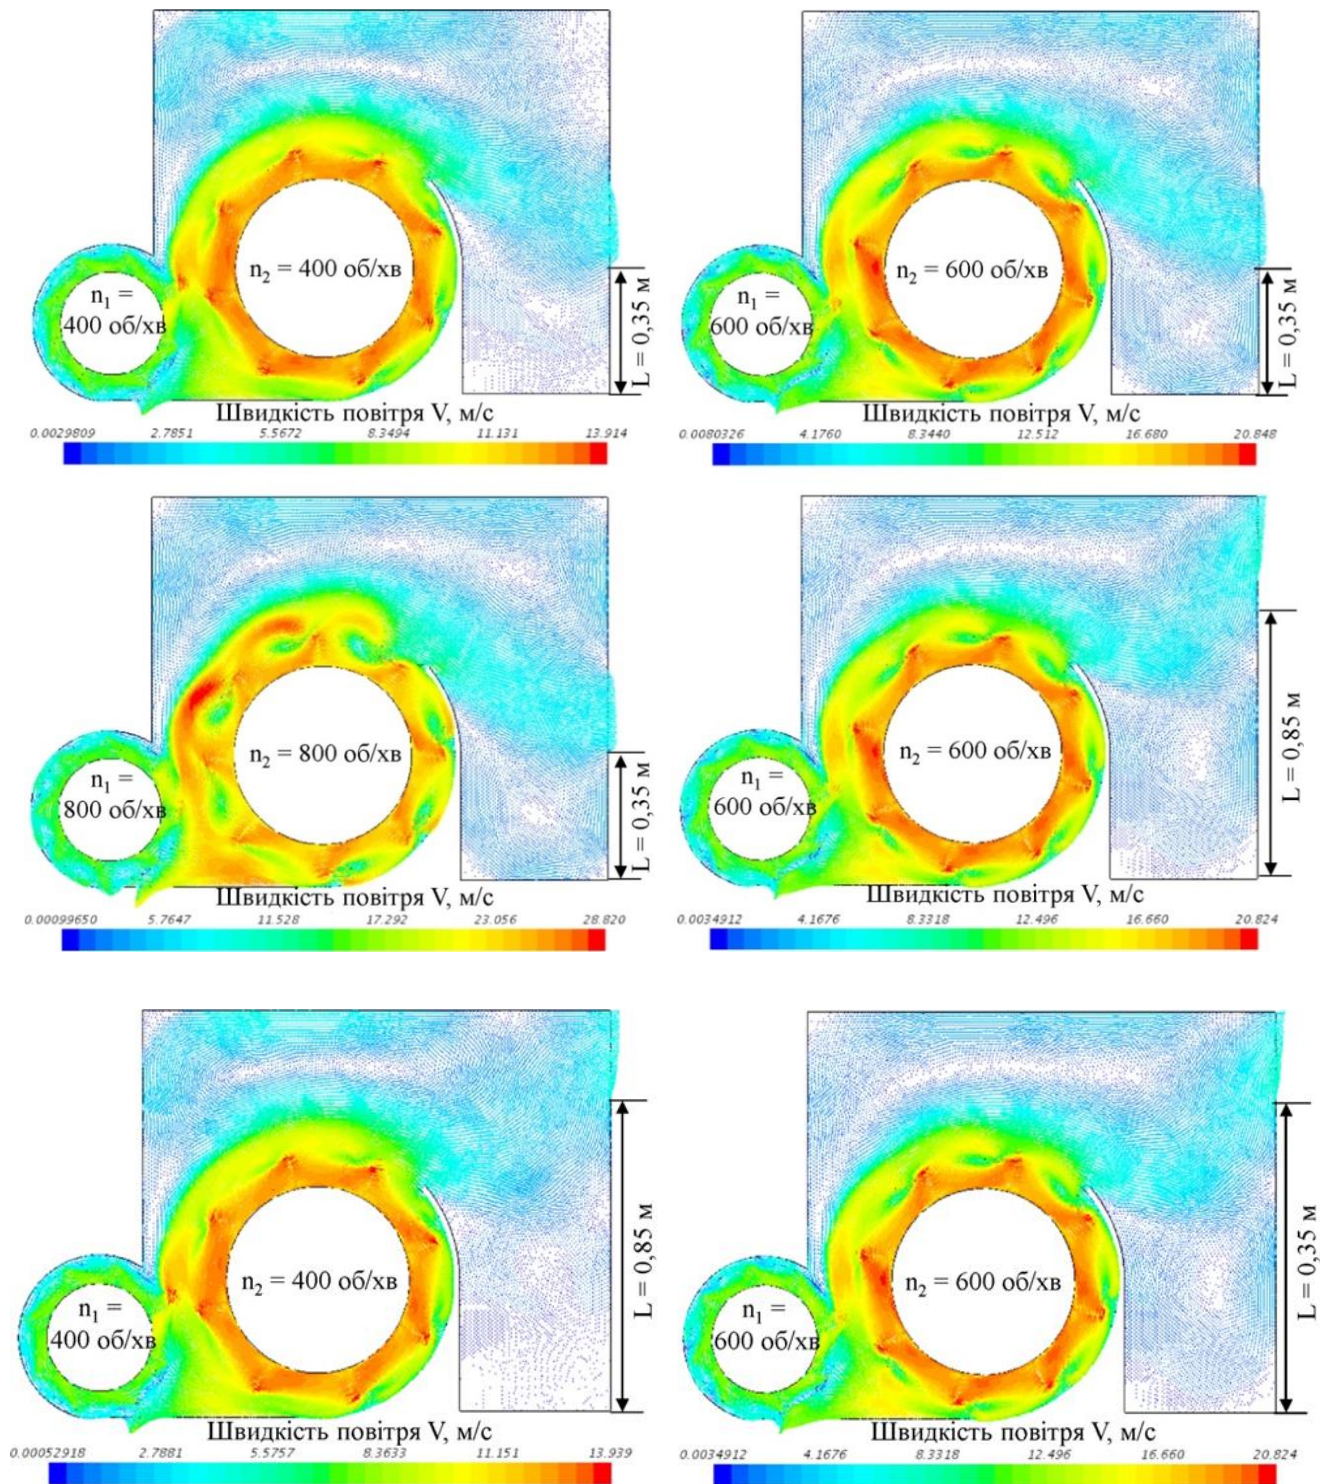 n₂ = 400 об/хв
n₁ =
400 об/хв
L = 0,35 м
Швидкість повітря V, м/с
0.0029809 2.7851 5.5672 8.3494 11.131 13.914
n₂ = 600 об/хв
n₁ =
600 об/хв
L = 0,35 м
Швидкість повітря V, м/с
0.0080326 4.1760 8.3440 12.512 16.680 20.848
n₂ = 800 об/хв
n₁ =
800 об/хв
L = 0,35 м
Швидкість повітря V, м/с
0.00099650 5.7647 11.528 17.292 23.056 28.820
n₂ = 600 об/хв
n₁ =
600 об/хв
L = 0,85 м
Швидкість повітря V, м/с
0.0034912 4.1676 8.3318 12.496 16.660 20.824
n₂ = 400 об/хв
n₁ =
400 об/хв
L = 0,85 м
Швидкість повітря V, м/с
0.00052918 2.7881 5.5757 8.3633 11.151 13.939
n₂ = 600 об/хв
n₁ =
600 об/хв
L = 0,35 м
Швидкість повітря V, м/с
0.0034912 4.1676 8.3318 12.496 16.660 20.824